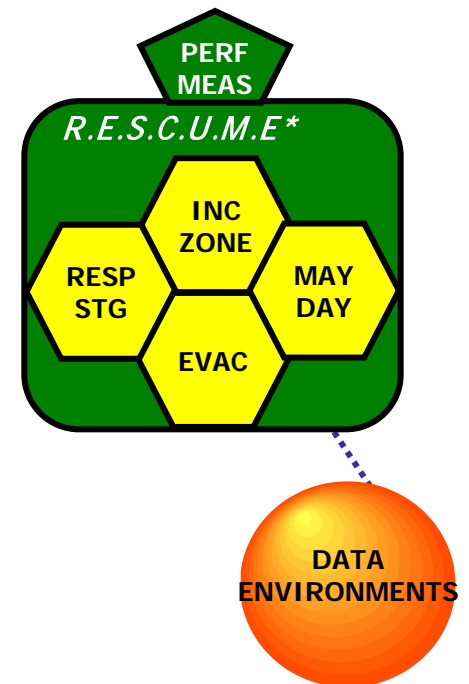 PERF
MEAS
R.E.S.C.U.M.E*
INC
ZONE
RESP
STG
MAY
DAY
EVAC
DATA
ENVIRONMENTS